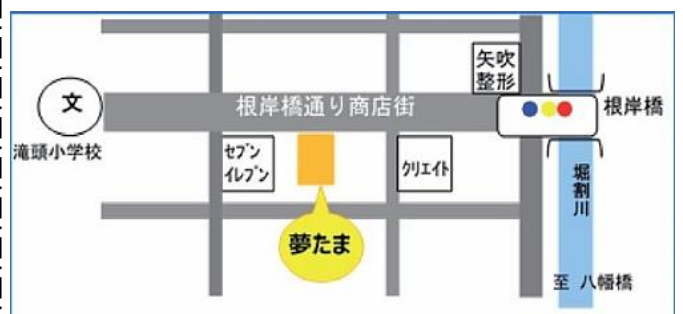 矢吹
整形
文
根岸橋通り商店街
根岸橋
滝頭小学校
セブン
イレブン
クリエイト
堀割川
夢たま
至 八幡橋